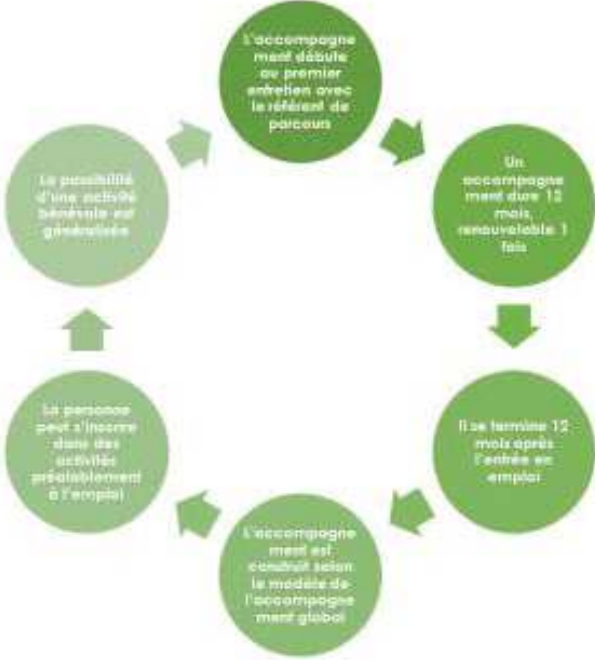 L'accompagne
ment débute
au premier
entretien avec
le référent de
parcours
Un
accompagne
ment dure 12
mois,
renouvelable 1
fois
Il se termine 12
mois après
l'entrée en
emploi
L'accompagne
ment est
construit selon
le modèle de
l'accompagne
ment global
La personne
peut s'inscrire
dans des
activités
préalablement
à l'emploi
La possibilité
d'une activité
bénévole est
généralisée